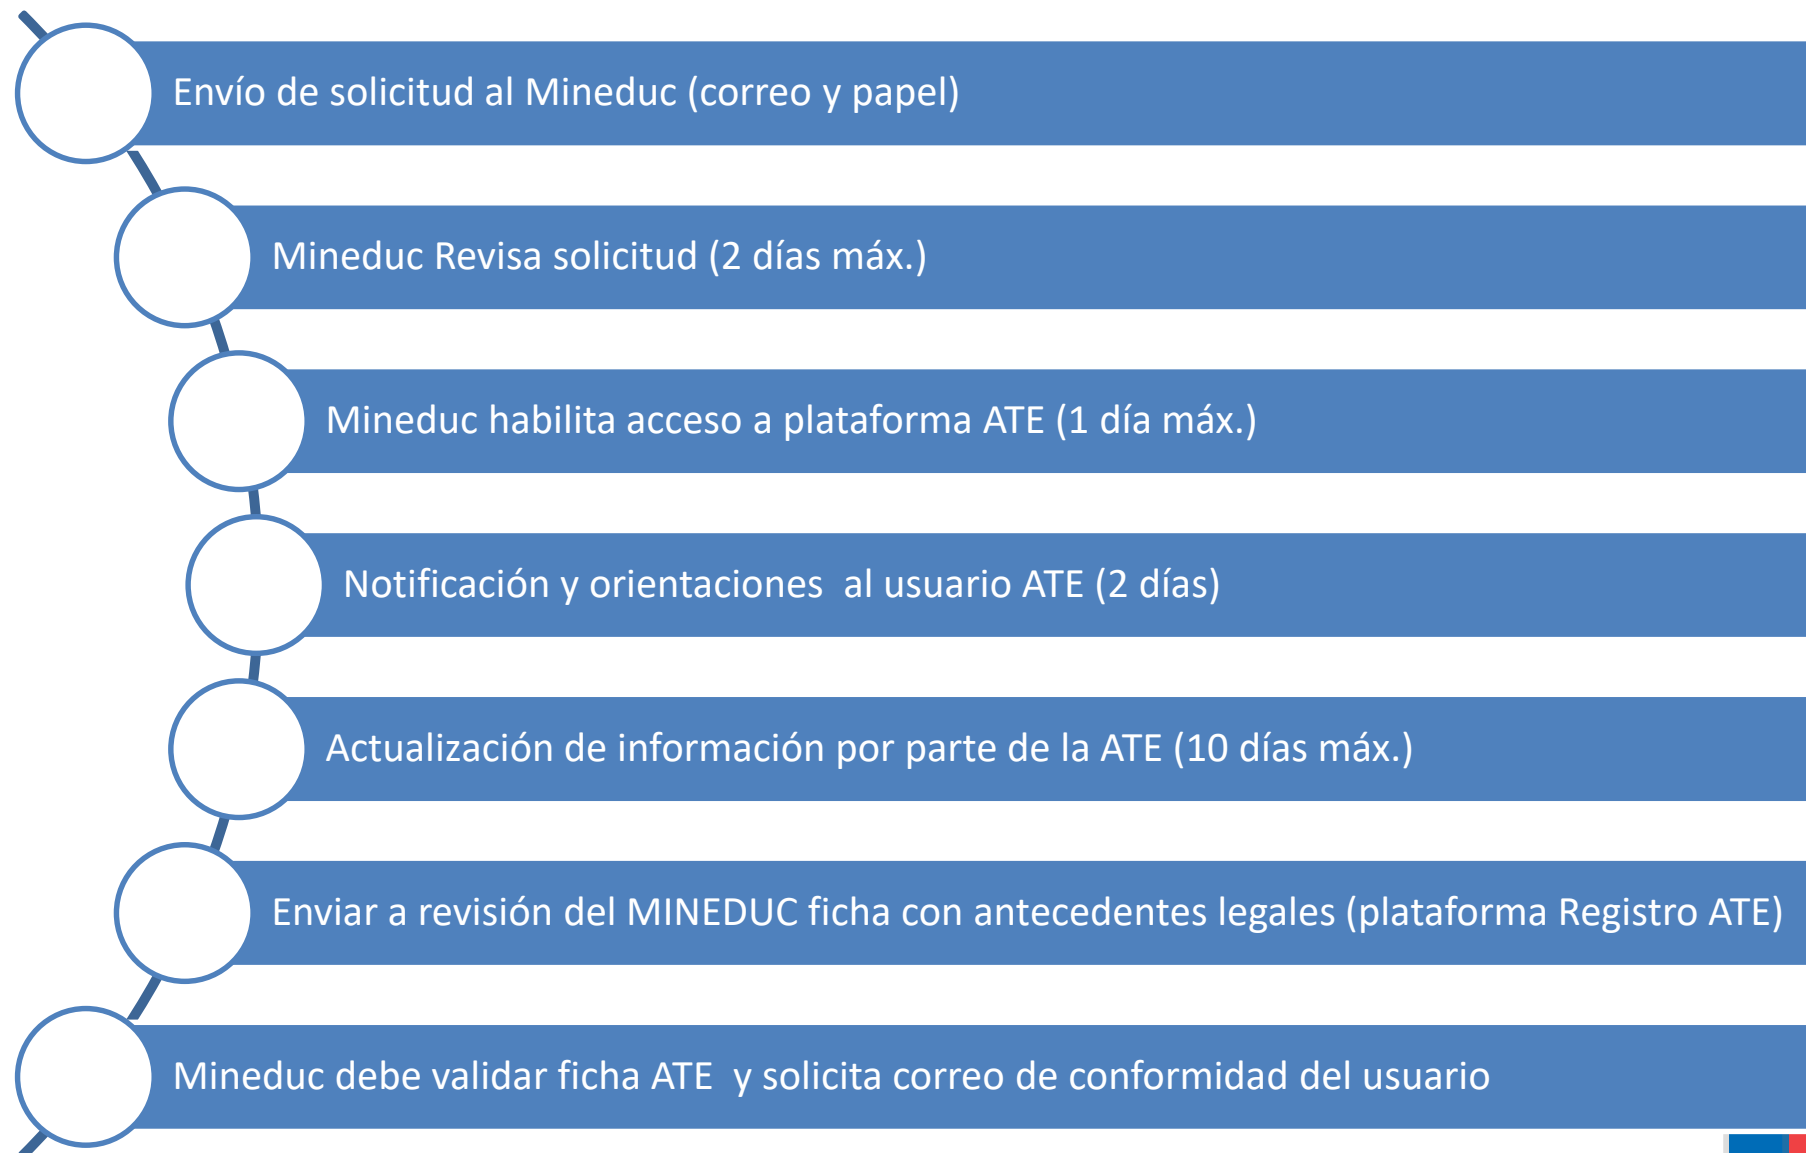 Envío de solicitud al Mineduc (correo y papel)
Mineduc Revisa solicitud (2 días máx.)
Mineduc habilita acceso a plataforma ATE (1 día máx.)
Notificación y orientaciones  al usuario ATE (2 días)
Actualización de información por parte de la ATE (10 días máx.)
Enviar a revisión del MINEDUC ficha con antecedentes legales (plataforma Registro ATE)
Mineduc debe validar ficha ATE  y solicita correo de conformidad del usuario